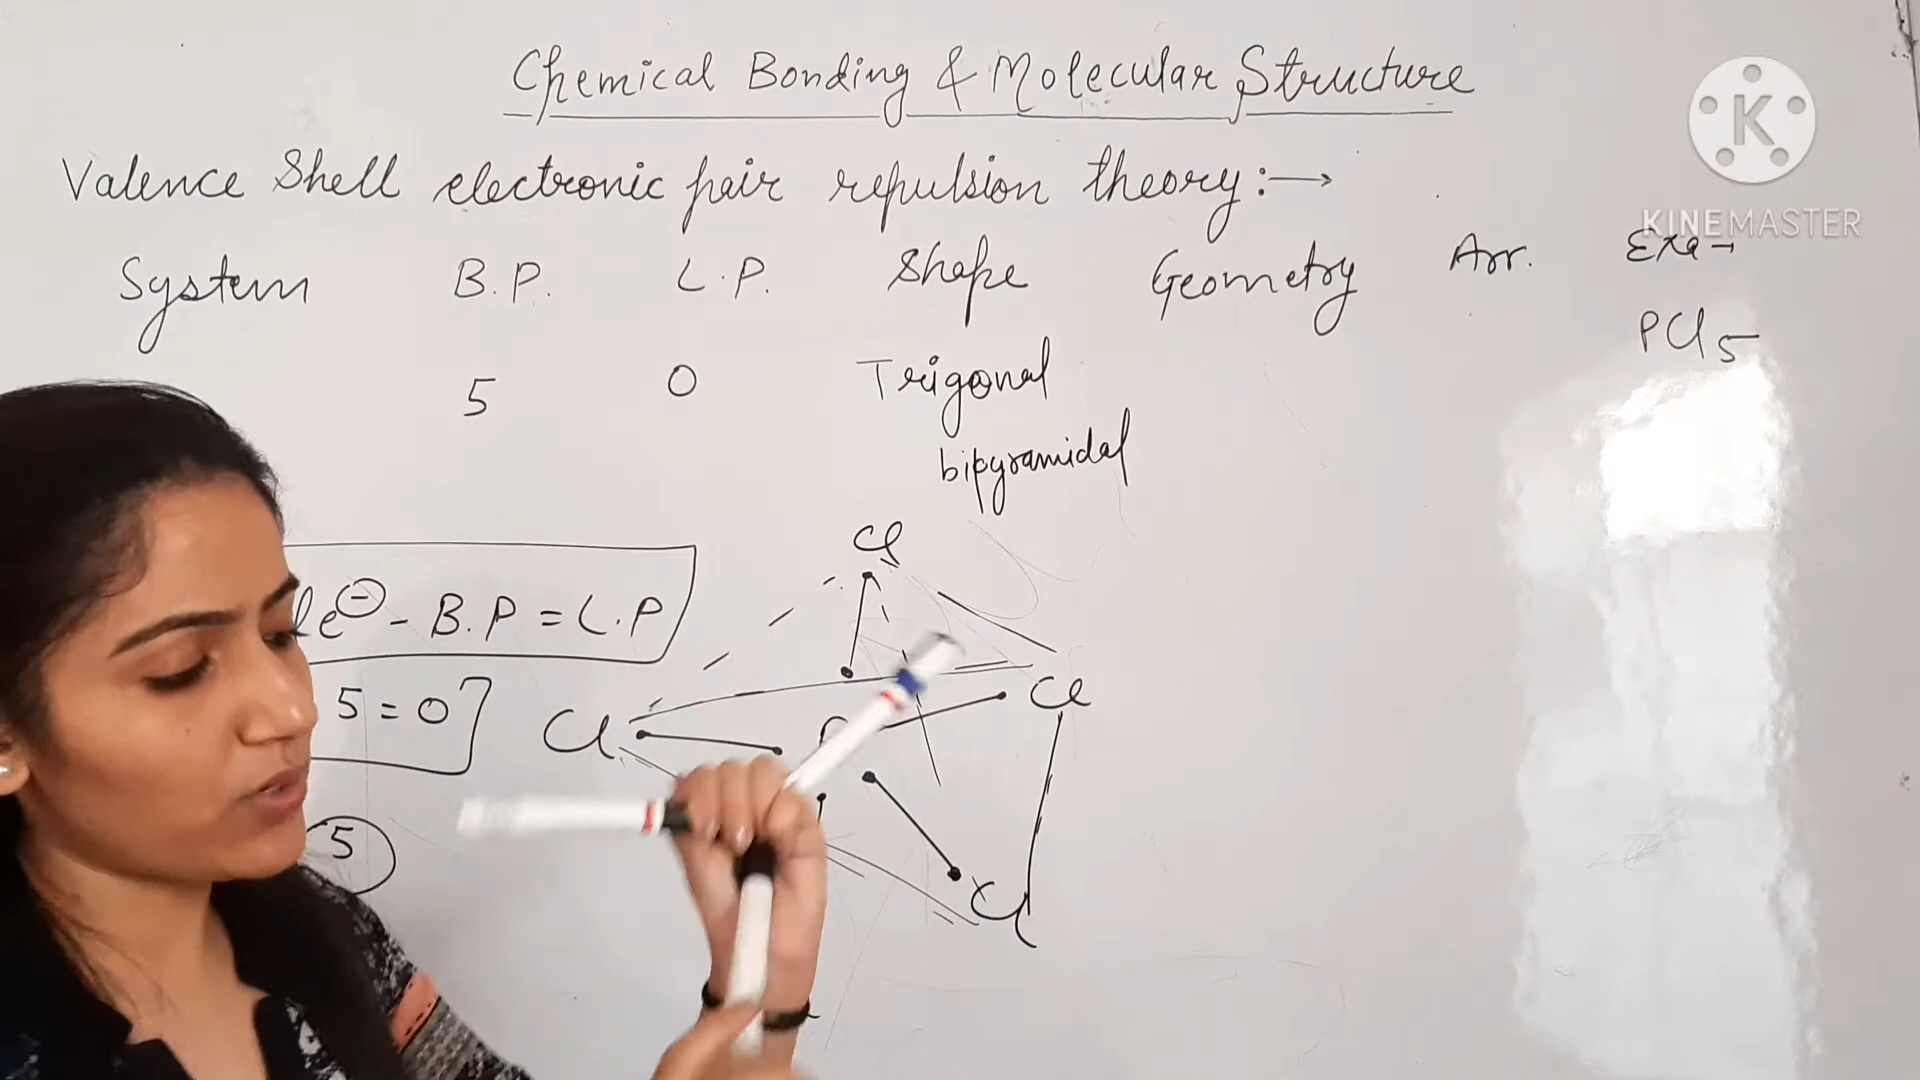 Chemical Bonding & Molecular Structure
Valence Shell electronic pair repulsion theory:→
K
KINEMASTER
System B.P. L.P. Shape Geometry Arr. Exa→
5 0 Trigonal PCl5
bipyramidal
Cl
e⊖ - B.P = L.P
5 = 0
Cl Cl
5
Cl